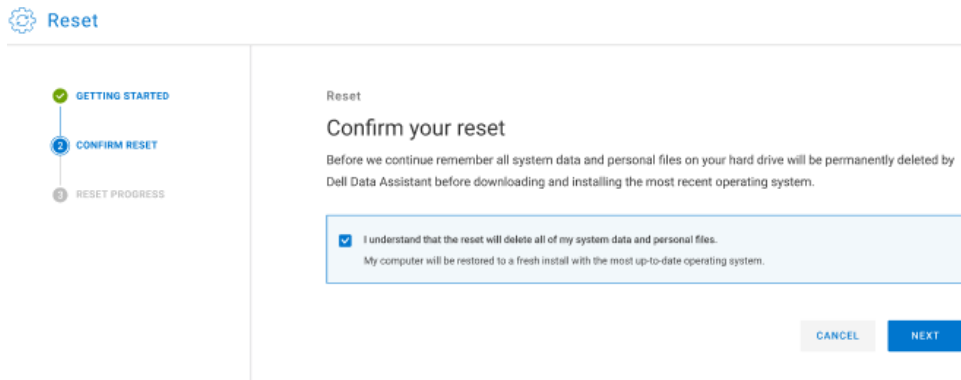 Reset
GETTING STARTED
2 CONFIRM RESET
3 RESET PROGRESS
Reset
Confirm your reset
Before we continue remember all system data and personal files on your hard drive will be permanently deleted by
Dell Data Assistant before downloading and installing the most recent operating system.
I understand that the reset will delete all of my system data and personal files.
My computer will be restored to a fresh install with the most up-to-date operating system.
CANCEL NEXT